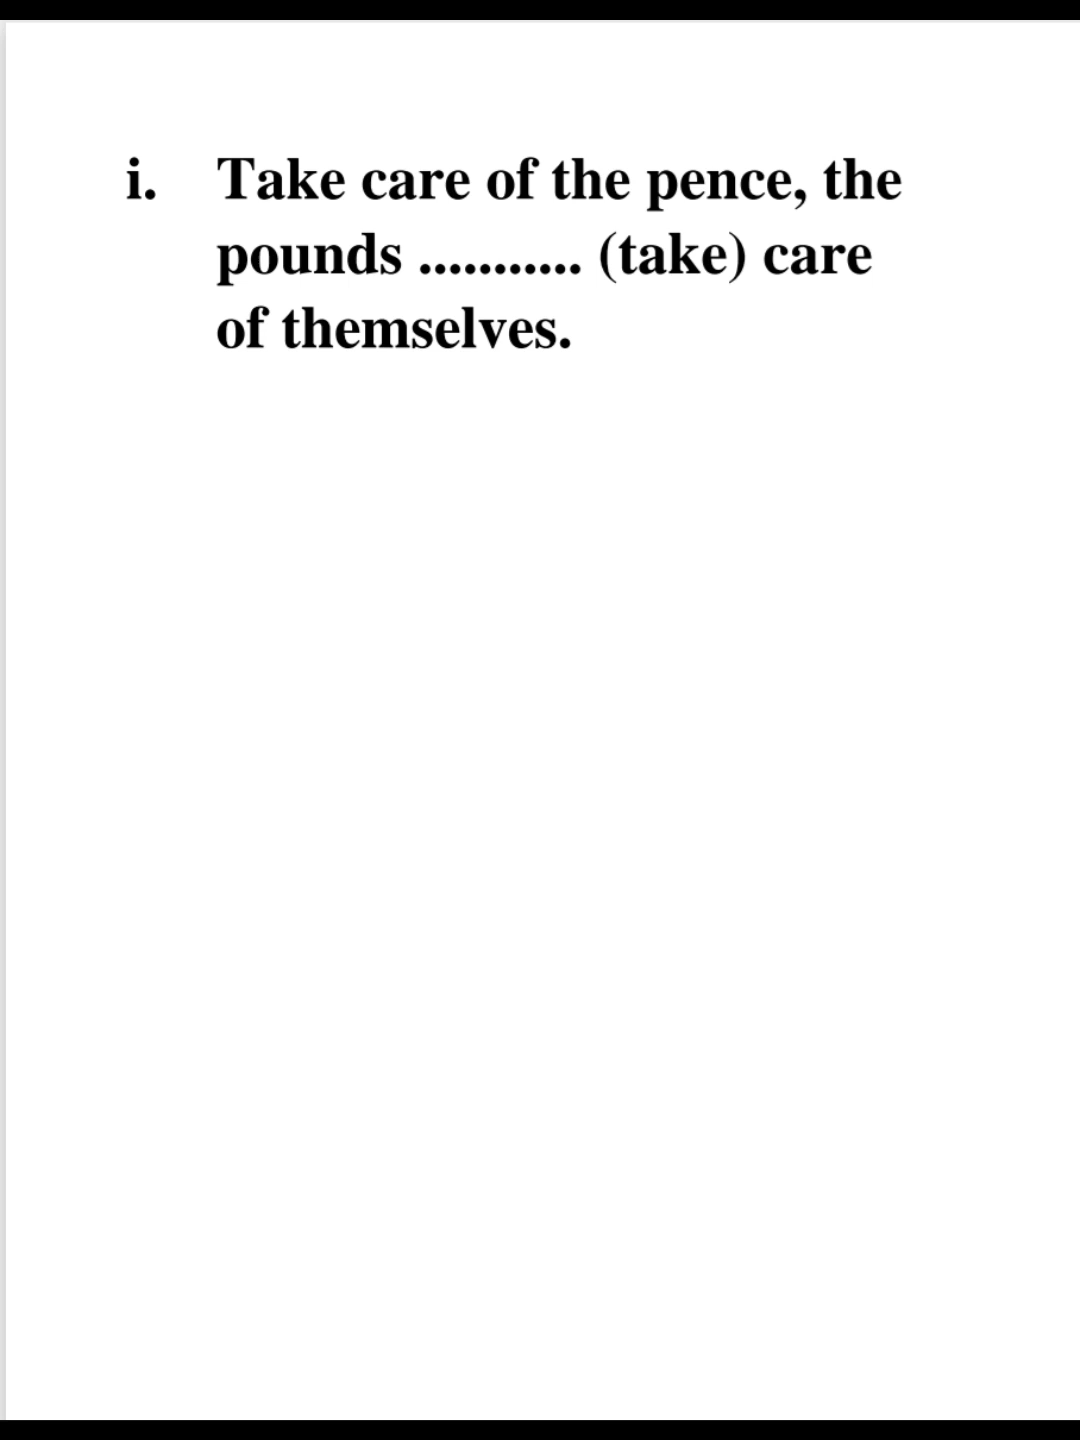 i. Take care of the pence, the
pounds ........... (take) care
of themselves.